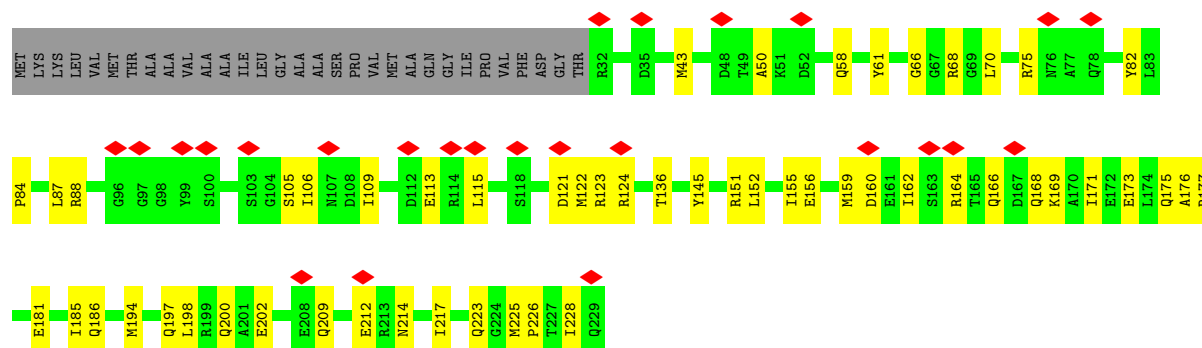 MET LYS LYS LEU VAL MET THR ALA ALA VAL ALA ALA ILE LEU GLY ALA ALA SER PRO VAL MET ALA GLN GLY ILE PRO VAL PHE ASP GLY THR R32 D35 M43 D48 T49 A50 K51 D52 Q58 Y61 G66 G67 R68 G69 L70 R75 N76 A77 Q78 Y82 L83
P84 L87 R88 G96 G97 G98 Y99 S100 S103 G104 S105 I106 N107 D108 I109 D112 E113 R114 L115 S118 D121 M122 R123 R124 T136 Y145 R151 L152 I155 E156 M159 D160 E161 I162 S163 R164 T165 Q166 D167 Q168 K169 A170 I171 E172 E173 L174 Q175 A176
E181 I185 Q186 M194 Q197 L198 R199 Q200 A201 E202 E208 Q209 E212 R213 N214 I217 Q223 G224 M225 P226 T227 I228 Q229